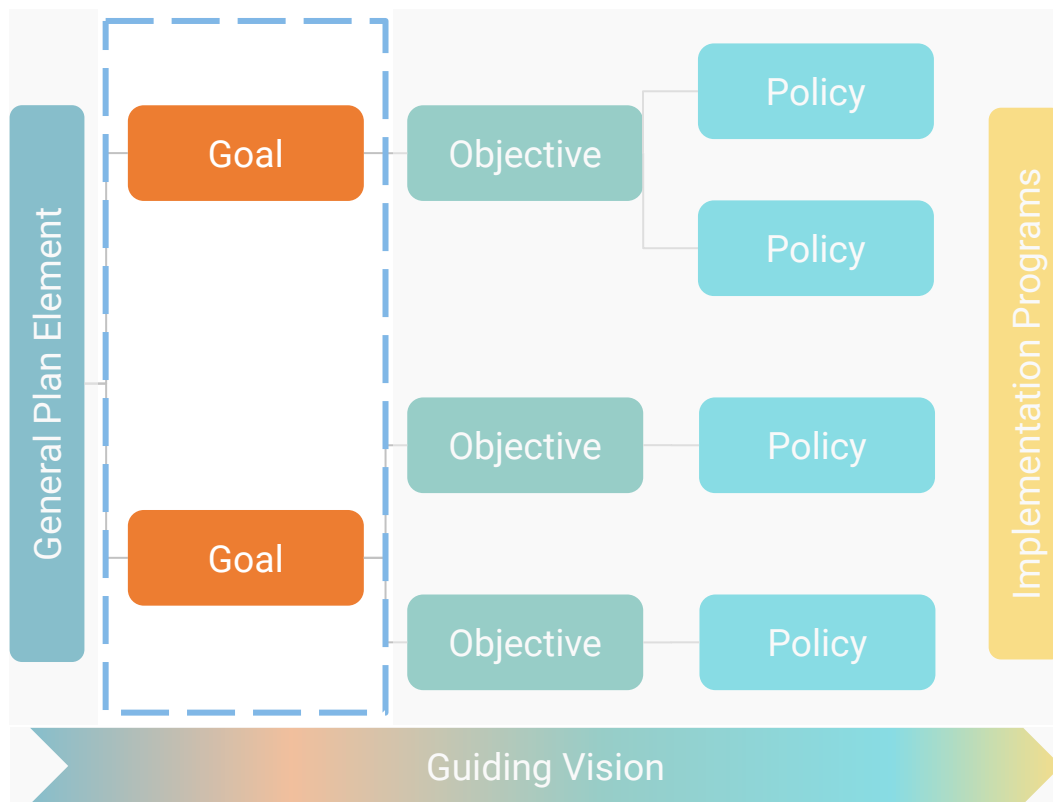 General Plan Element
Goal
Objective
Policy
Policy
Goal
Objective
Policy
Objective
Policy
Implementation Programs
Guiding Vision